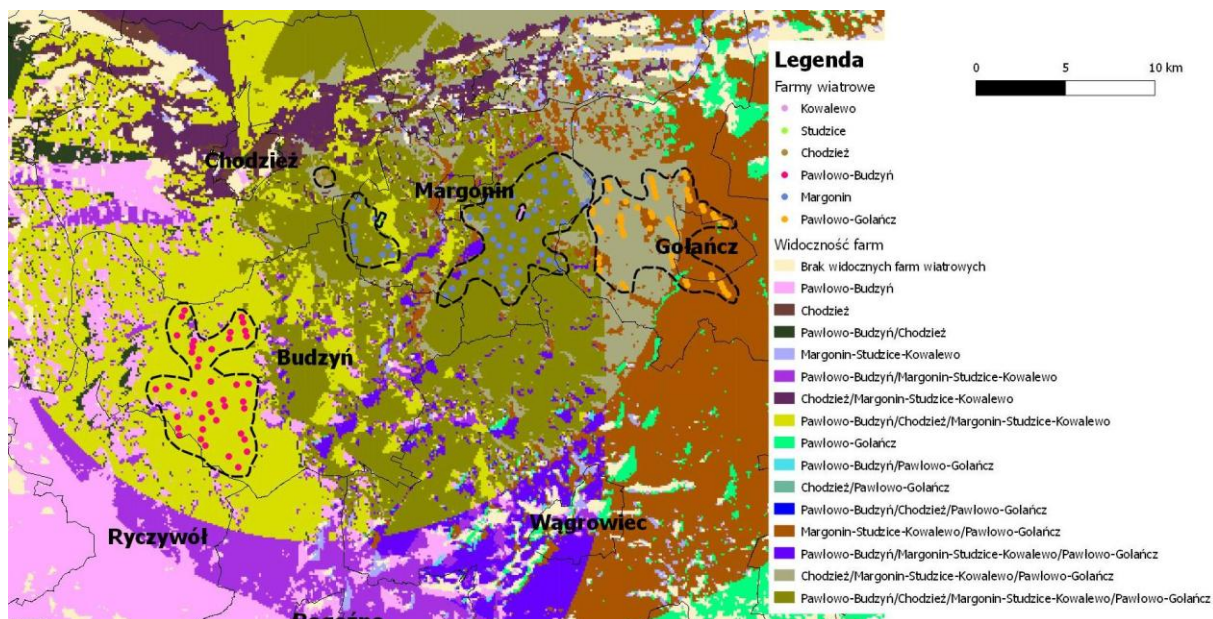 Chodzież
Margonin
Gołańcz
Budzyń
Ryczywół
Wągrowiec
Legenda
Farmy wiatrowe
Kowalewo
Studzice
Chodzież
Pawłowo-Budzyń
Margonin
Pawłowo-Gołańcz
Widoczność farm
Brak widocznych farm wiatrowych
Pawłowo-Budzyń
Chodzież
Pawłowo-Budzyń/Chodzież
Margonin-Studzice-Kowalewo
Pawłowo-Budzyń/Margonin-Studzice-Kowalewo
Chodzież/Margonin-Studzice-Kowalewo
Pawłowo-Budzyń/Chodzież/Margonin-Studzice-Kowalewo
Pawłowo-Gołańcz
Pawłowo-Budzyń/Pawłowo-Gołańcz
Chodzież/Pawłowo-Gołańcz
Pawłowo-Budzyń/Chodzież/Pawłowo-Gołańcz
Margonin-Studzice-Kowalewo/Pawłowo-Gołańcz
Pawłowo-Budzyń/Margonin-Studzice-Kowalewo/Pawłowo-Gołańcz
Chodzież/Margonin-Studzice-Kowalewo/Pawłowo-Gołańcz
Pawłowo-Budzyń/Chodzież/Margonin-Studzice-Kowalewo/Pawłowo-Gołańcz
0 5 10 km